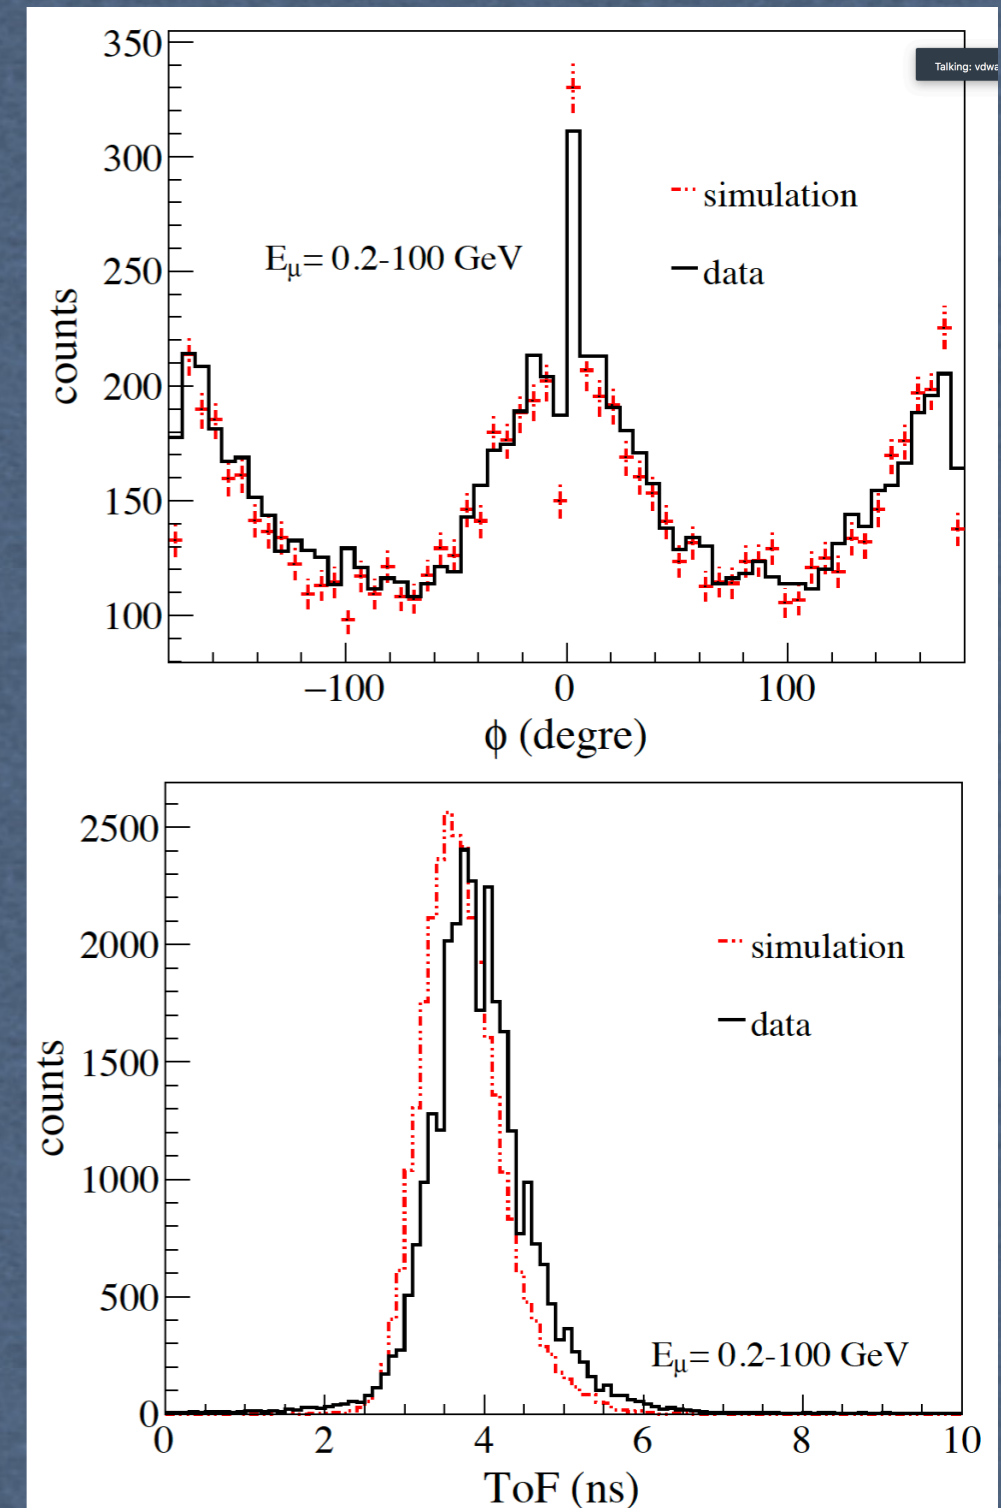 350
Talking: vdwa
300
simulation
Eμ= 0.2-100 GeV
data
250
counts
200
150
100
−100
0
100
ϕ (degre)
2500
simulation
2000
data
1500
counts
1000
500
Eμ= 0.2-100 GeV
0
0
2
4
6
8
10
ToF (ns)